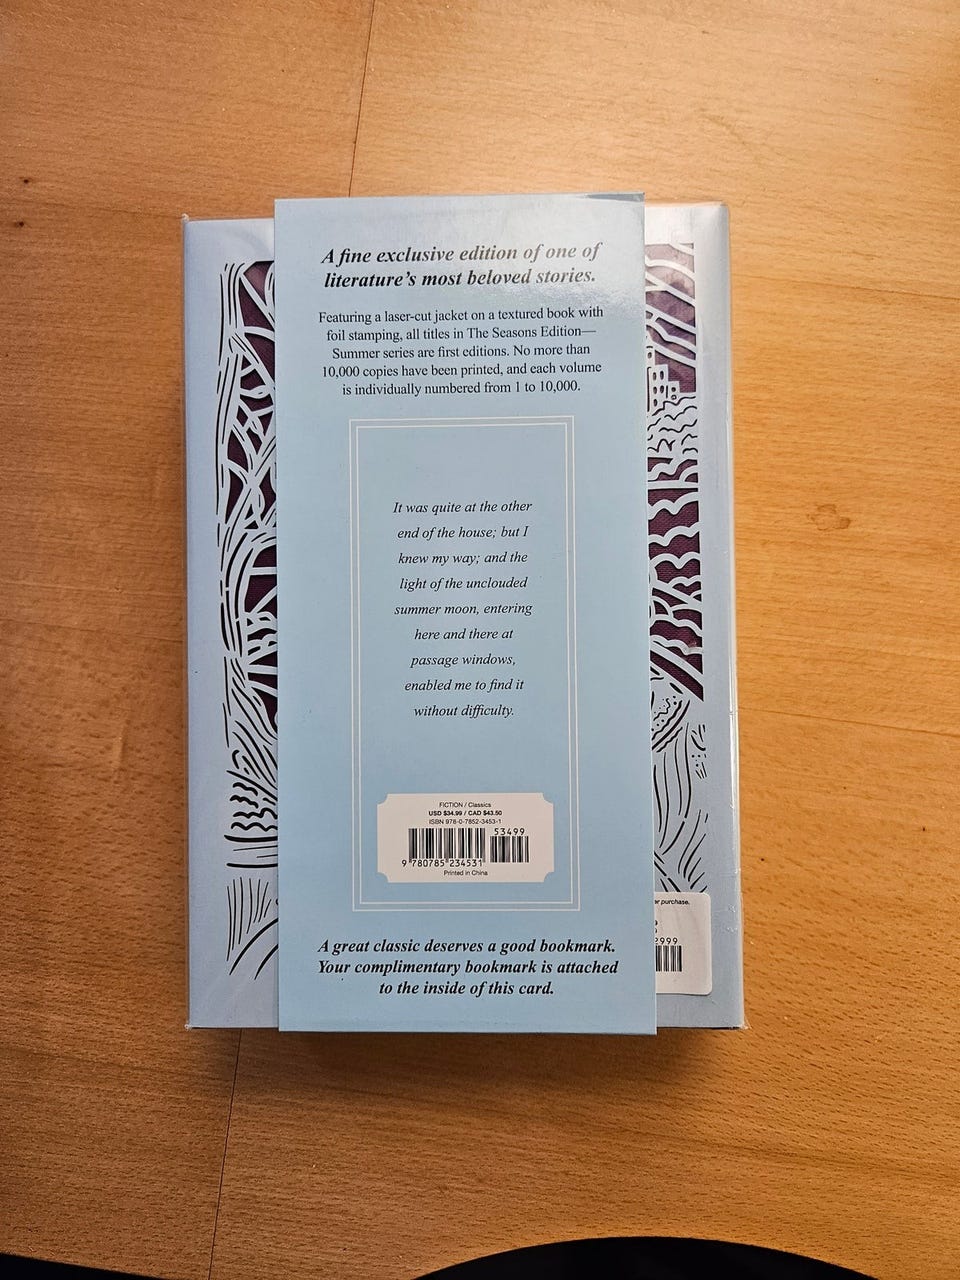 A fine exclusive edition of one of
literature's most beloved stories.
Featuring a laser-cut jacket on a textured book with
foil stamping, all titles in The Seasons Edition—
Summer series are first editions. No more than
10,000 copies have been printed, and each volume
is individually numbered from 1 to 10,000.
It was quite at the other
end of the house; but I
knew my way; and the
light of the unclouded
summer moon, entering
here and there at
passage windows,
enabled me to find it
without difficulty.
FICTION / Classics
USD $34.99 / CAD $43.50
ISBN 978-0-7852-3453-1
53499
9 780785 234531
Printed in China
purchase.
2999
A great classic deserves a good bookmark.
Your complimentary bookmark is attached
to the inside of this card.